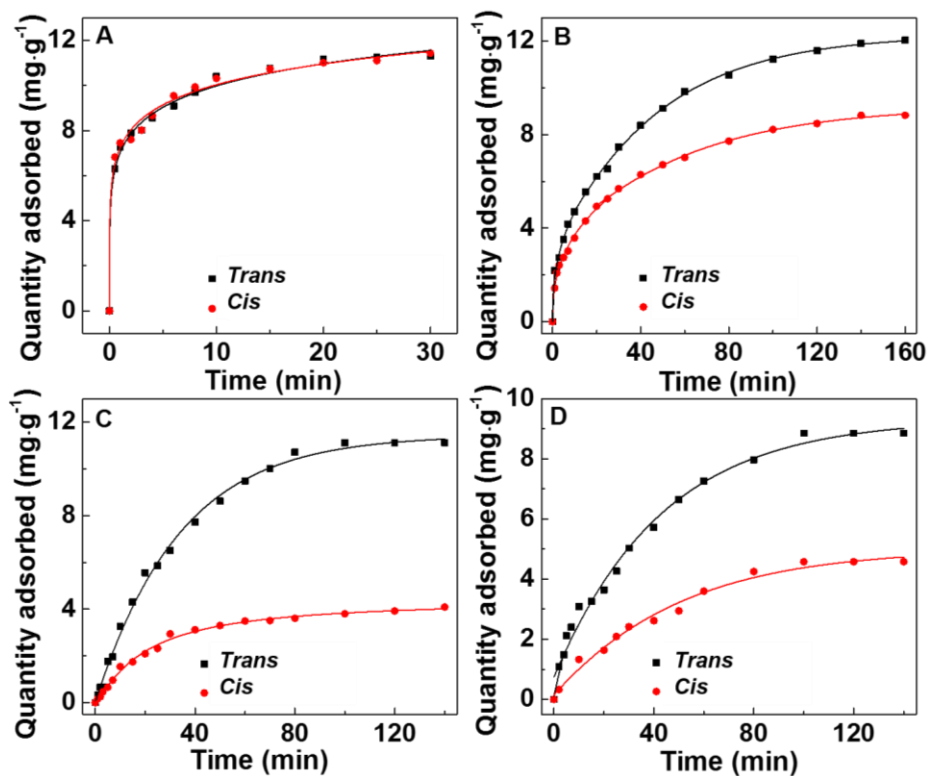 A
Quantity adsorbed (mg·g⁻¹)
12
8
4
0
Trans
Cis
0 10 20 30
Time (min)
B
Quantity adsorbed (mg·g⁻¹)
12
8
4
0
Trans
Cis
0 40 80 120 160
Time (min)
C
Quantity adsorbed (mg·g⁻¹)
12
8
4
0
Trans
Cis
0 40 80 120
Time (min)
D
Quantity adsorbed (mg·g⁻¹)
10
8
6
4
2
0
Trans
Cis
0 40 80 120
Time (min)